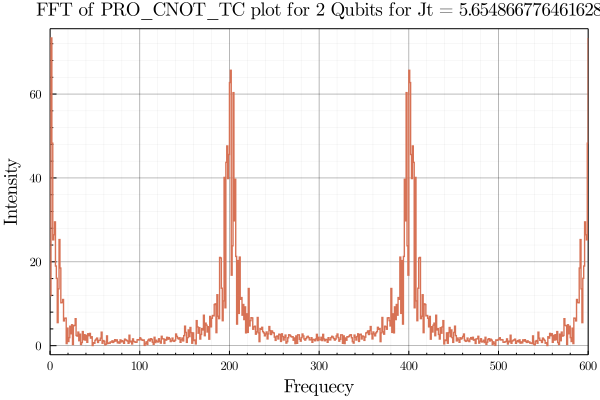 FFT of PRO_CNOT_TC plot for 2 Qubits for Jt = 5.654866776461628
Intensity
60
40
20
0
0 100 200 300 400 500 600
Frequecy